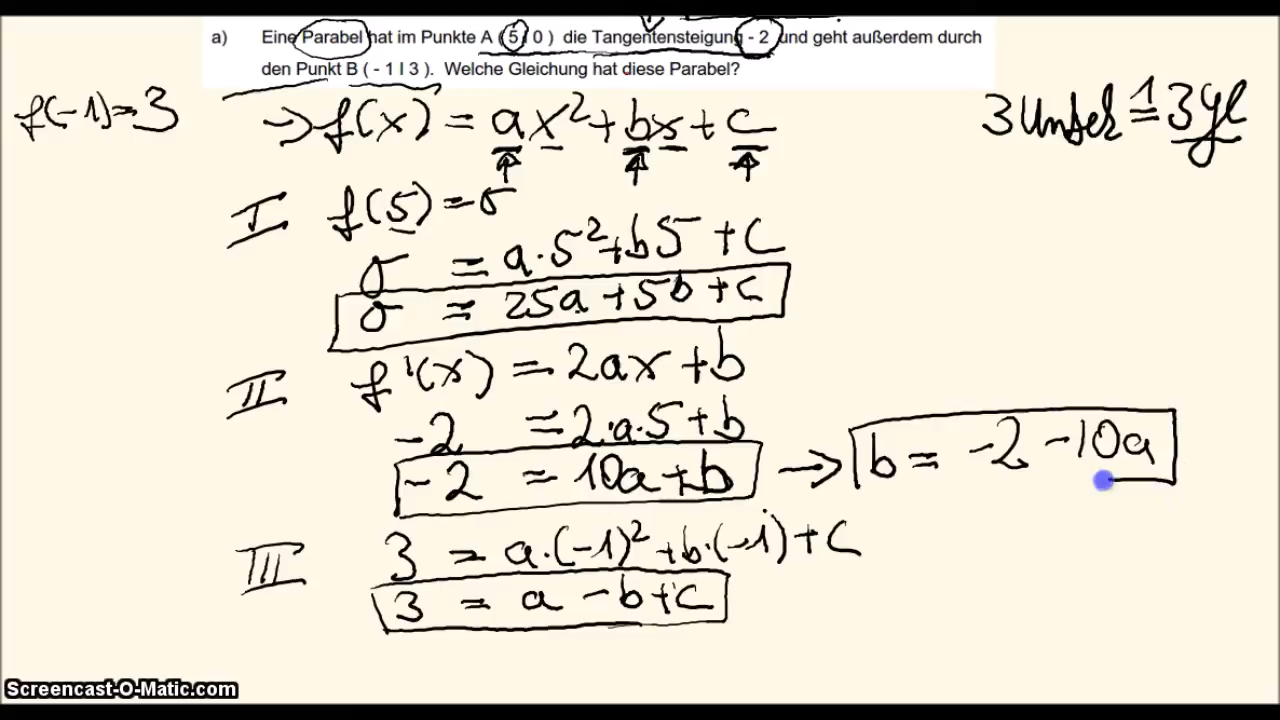 a) Eine Parabel hat im Punkte A ( 5 / 0 ) die Tangentensteigung - 2 und geht außerdem durch
den Punkt B ( - 1 I 3 ). Welche Gleichung hat diese Parabel?
f(-1)=3
→ f(x) = ax²+bx+c
3 Unbek ≙ 3 gl
I f(5)=0
0 = a·5²+b5+c
0 = 25a+5b+c
II f'(x) = 2ax+b
-2 = 2·a·5+b
-2 = 10a+b → b = -2 -10a
III 3 = a·(-1)²+b·(-1)+c
3 = a -b+c
Screencast-O-Matic.com